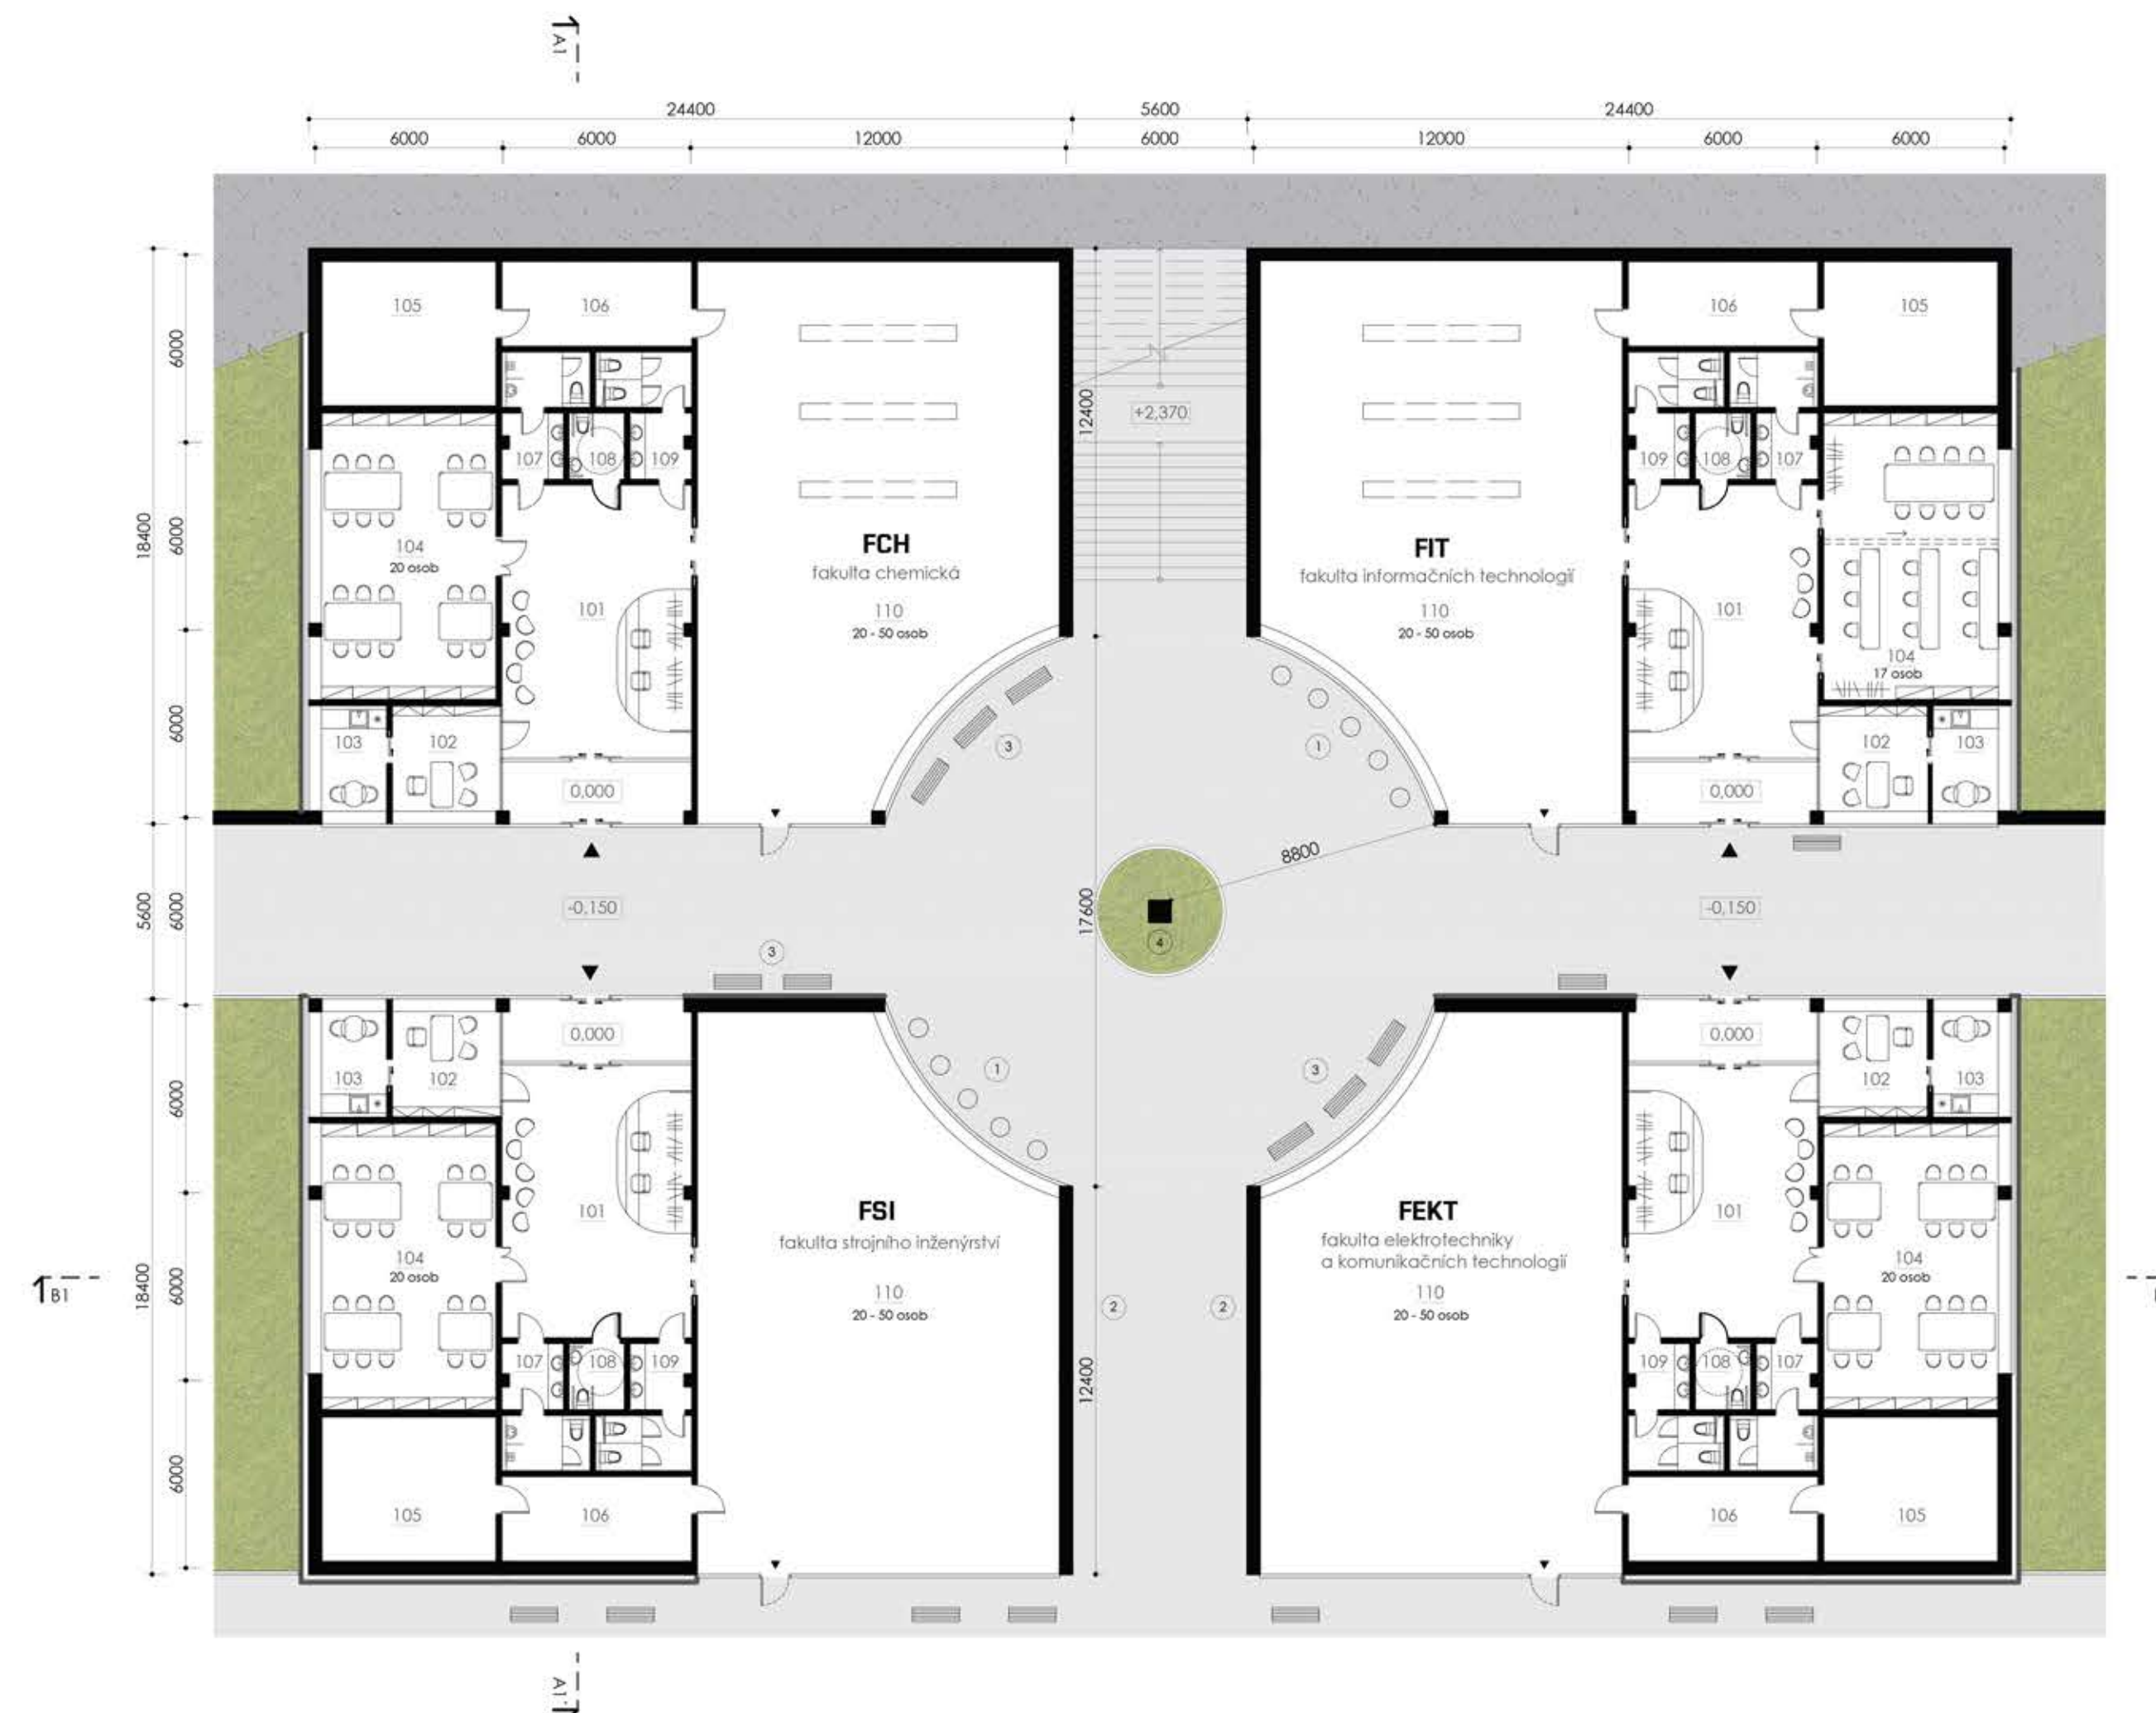 A1
24400 5600 24400
6000 6000 12000 6000 12000 6000 6000
105 106 106 105
6000
12400
+2,370
107 108 109 109 108 107
18400
6000
FCH
fakulta chemická
110
20 - 50 osob
FIT
fakulta informačních technologií
110
20 - 50 osob
104
20 osob
101
101
104
17 osob
6000
103 102
3
1
102 103
0,000
0,000
8800
5600
6000
-0,150
17600
4
-0,150
3
0,000
0,000
103 102
1
3
102 103
6000
101
FSI
fakulta strojního inženýrství
110
20 - 50 osob
FEKT
fakulta elektrotechniky
a komunikačních technologií
110
20 - 50 osob
101
104
20 osob
104
20 osob
B1
18400
6000
2
2
107 108 109
109 108 107
12400
6000
105 106
106 105
A1'